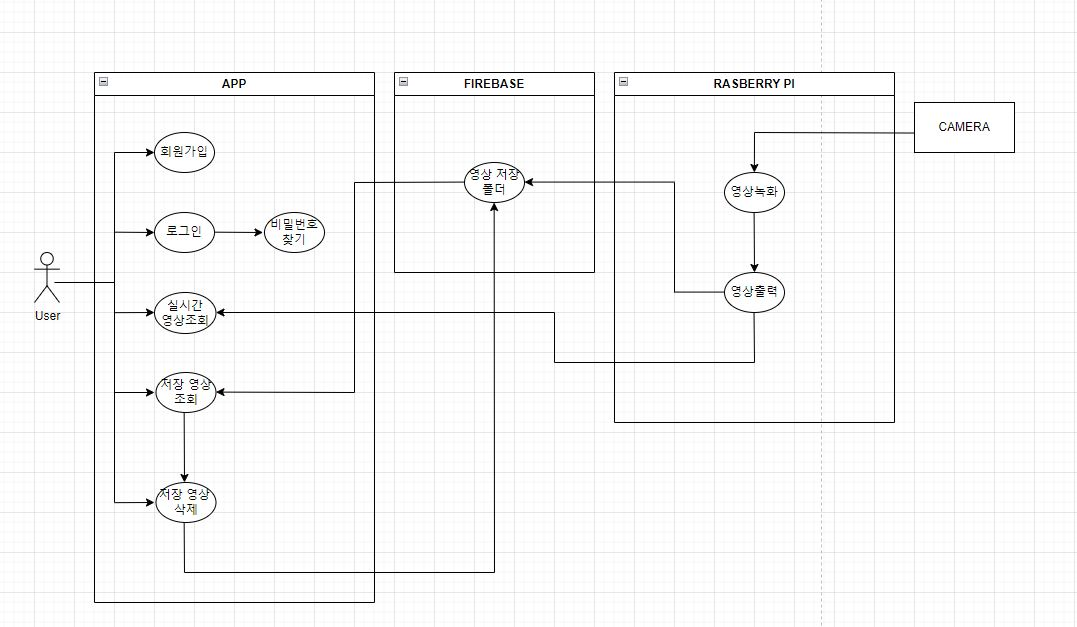 APP
FIREBASE
RASBERRY PI
CAMERA
회원가입
영상 저장
폴더
영상녹화
로그인
비밀번호
찾기
User
실시간
영상조회
영상출력
저장 영상
조회
저장 영상
삭제